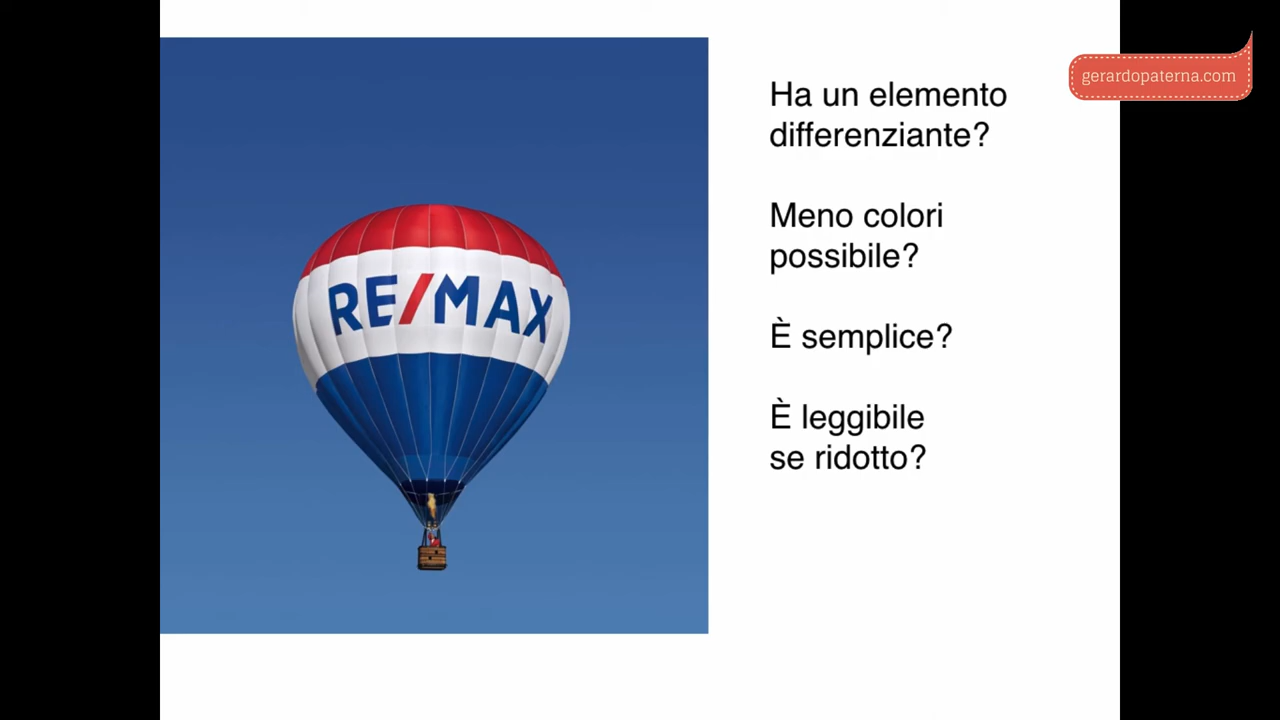 RE/MAX
Ha un elemento
differenziante?
Meno colori
possibile?
È semplice?
È leggibile
se ridotto?
gerardopaterna.com